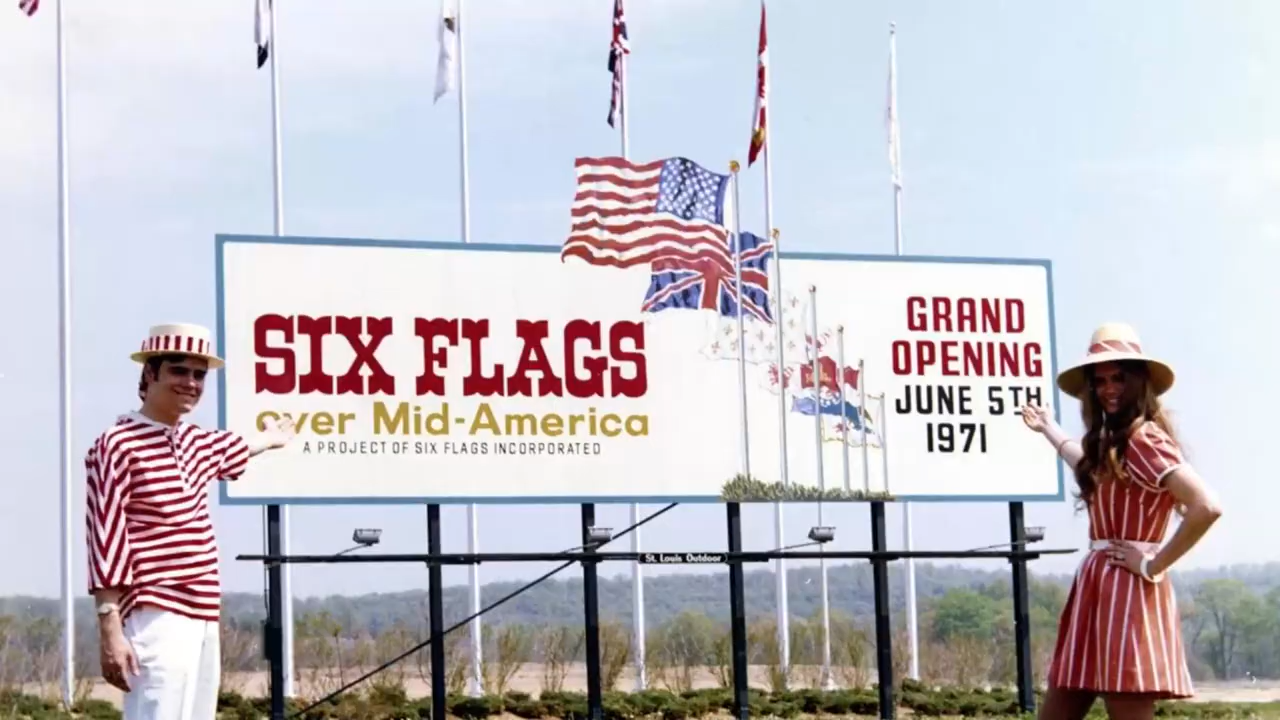 SIX FLAGS
over Mid-America
A PROJECT OF SIX FLAGS INCORPORATED
GRAND
OPENING
JUNE 5TH
1971
St. Louis Outdoor